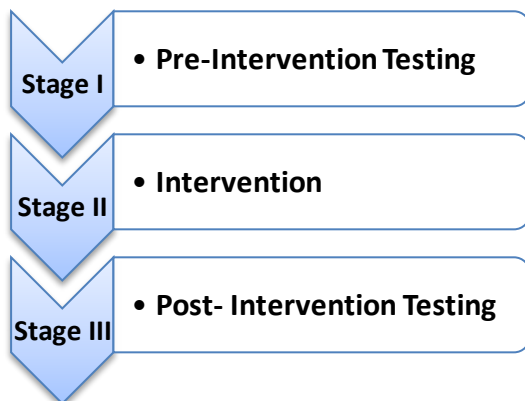 Stage I
• Pre-Intervention Testing
Stage II
• Intervention
Stage III
• Post- Intervention Testing